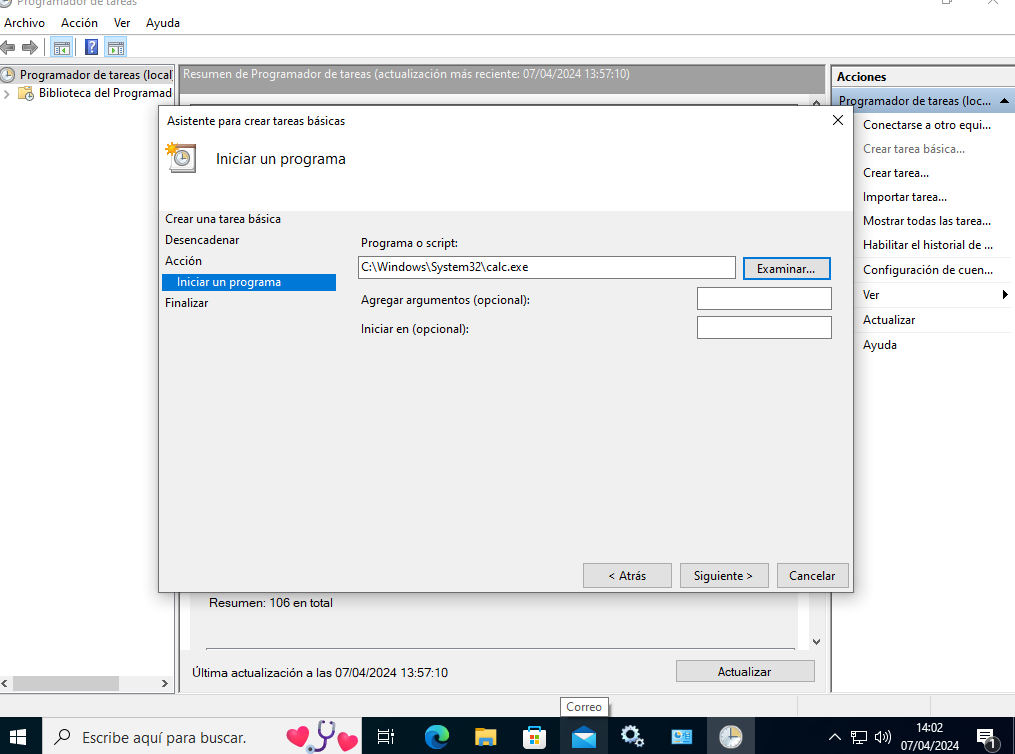 Programador de tareas
Archivo Acción Ver Ayuda
Programador de tareas (local
Biblioteca del Programad
Resumen de Programador de tareas (actualización más reciente: 07/04/2024 13:57:10)
Asistente para crear tareas básicas
Iniciar un programa
Crear una tarea básica
Desencadenar
Acción
Iniciar un programa
Finalizar
Programa o script:
C:\Windows\System32\calc.exe
Examinar...
Agregar argumentos (opcional):
Iniciar en (opcional):
< Atrás
Siguiente >
Cancelar
Resumen: 106 en total
Última actualización a las 07/04/2024 13:57:10
Actualizar
Acciones
Programador de tareas (loc...
Conectarse a otro equi...
Crear tarea básica...
Crear tarea...
Importar tarea...
Mostrar todas las tarea...
Habilitar el historial de ...
Configuración de cuen...
Ver
Actualizar
Ayuda
Correo
Escribe aquí para buscar.
14:02
07/04/2024
1